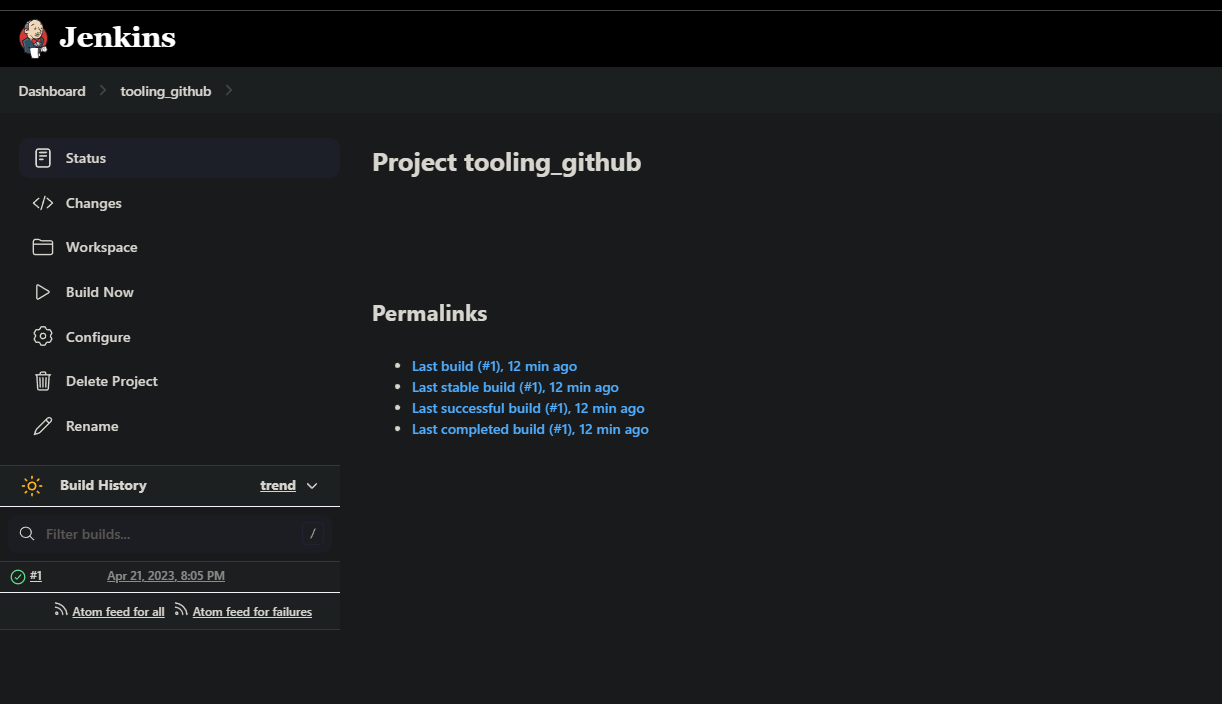 Jenkins
Dashboard
tooling_github
Status
Changes
Workspace
Build Now
Configure
Delete Project
Rename
Build History
trend
Filter builds...
/
#1
Apr 21, 2023, 8:05 PM
Atom feed for all
Atom feed for failures
Project tooling_github
Permalinks
Last build (#1), 12 min ago
Last stable build (#1), 12 min ago
Last successful build (#1), 12 min ago
Last completed build (#1), 12 min ago